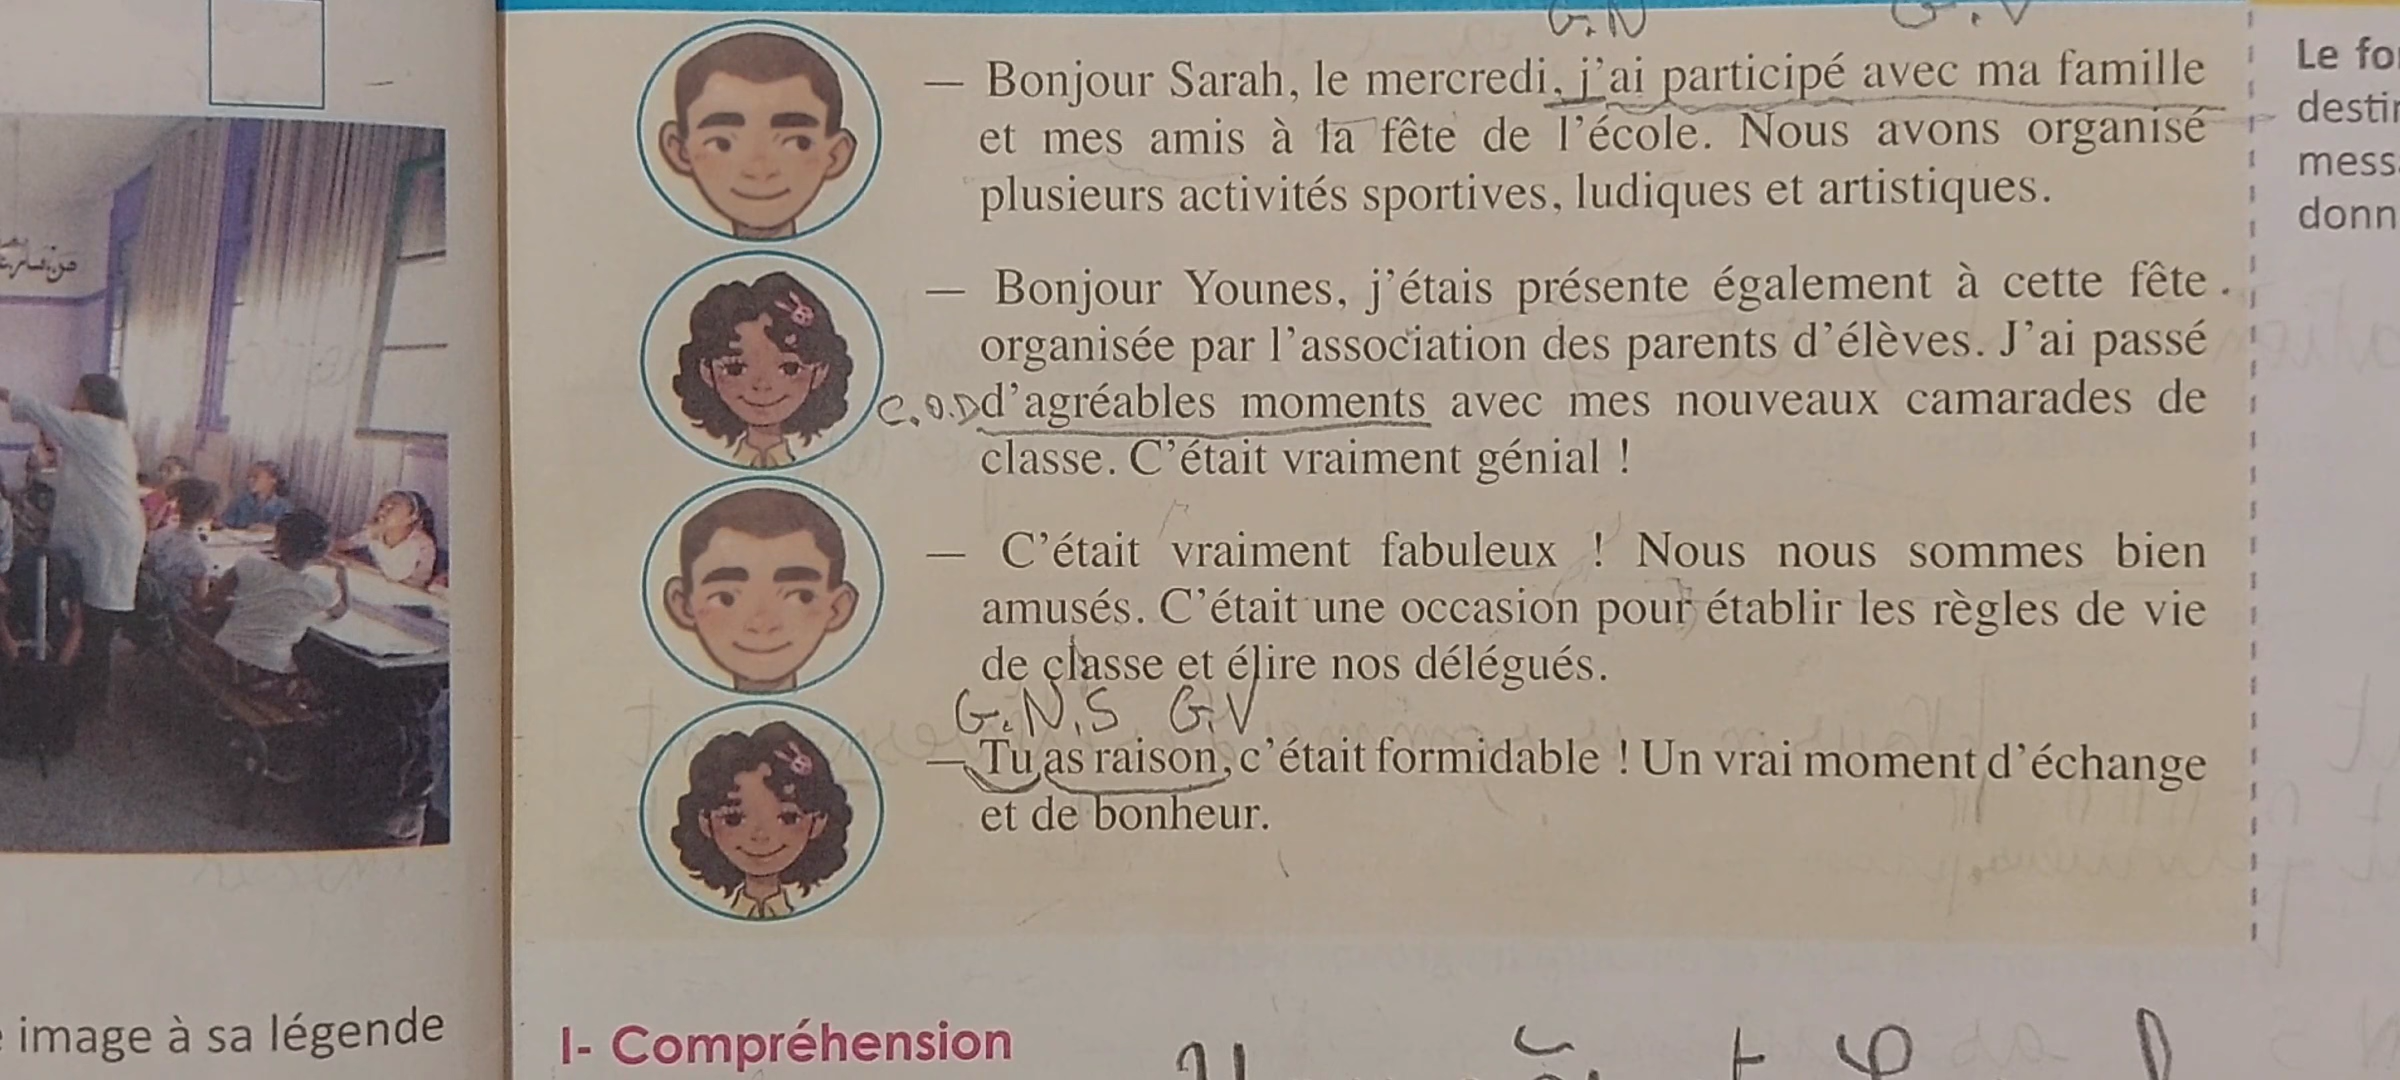 G.N G.V
— Bonjour Sarah, le mercredi, j'ai participé avec ma famille
et mes amis à la fête de l'école. Nous avons organisé
plusieurs activités sportives, ludiques et artistiques.
— Bonjour Younes, j'étais présente également à cette fête
organisée par l'association des parents d'élèves. J'ai passé
C.O.D d'agréables moments avec mes nouveaux camarades de
classe. C'était vraiment génial !
— C'était vraiment fabuleux ! Nous nous sommes bien
amusés. C'était une occasion pour établir les règles de vie
de classe et élire nos délégués.
G.N.S G.V
— Tu as raison, c'était formidable ! Un vrai moment d'échange
et de bonheur.
I- Compréhension
image à sa légende
Le